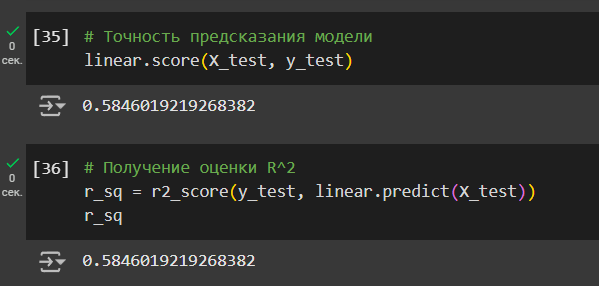 [35] # Точность предсказания модели
0
сек.
linear.score(X_test, y_test)
0.5846019219268382
[36] # Получение оценки R^2
0
сек.
r_sq = r2_score(y_test, linear.predict(X_test))
r_sq
0.5846019219268382